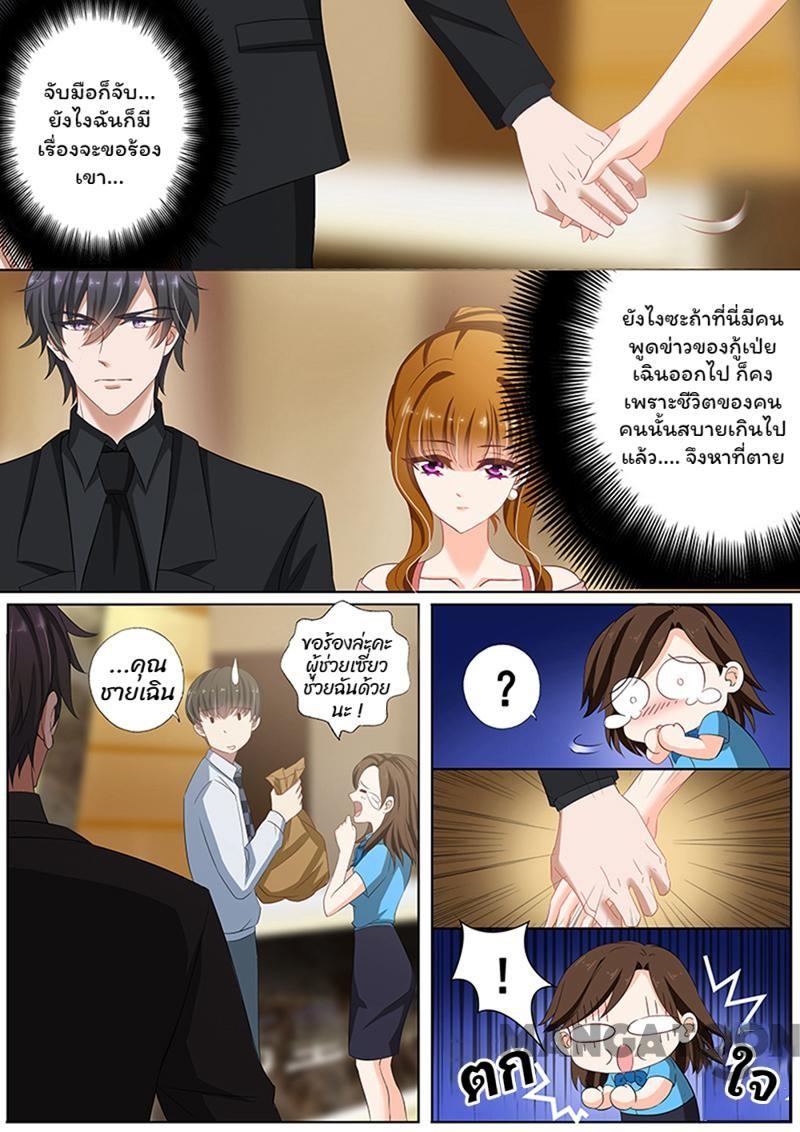 จับมือก็จับ...
ยังไงฉันก็มี
เรื่องจะขอร้อง
เขา...
ยังไงซะถ้าที่นี่มีคน
พูดข่าวของกู้เป่ย
เฉินออกไป ก็คง
เพราะชีวิตของคน
คนนั้นสบายเกินไป
แล้ว.... จึงหาที่ตาย
...คุณ
ชายเฉิน
ขอร้องล่ะคะ
ผู้ช่วยเซี่ยว
ช่วยฉันด้วย
นะ !
?
!
ตก ใจ
MANGATOON